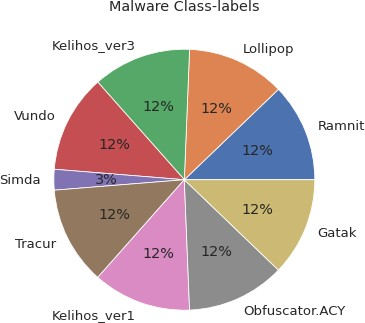 Malware Class-labels
Kelihos_ver3
Lollipop
12%
12%
Vundo
Ramnit
12%
12%
Simda
3%
Tracur
12%
12%
Gatak
12%
12%
Kelihos_ver1
Obfuscator.ACY